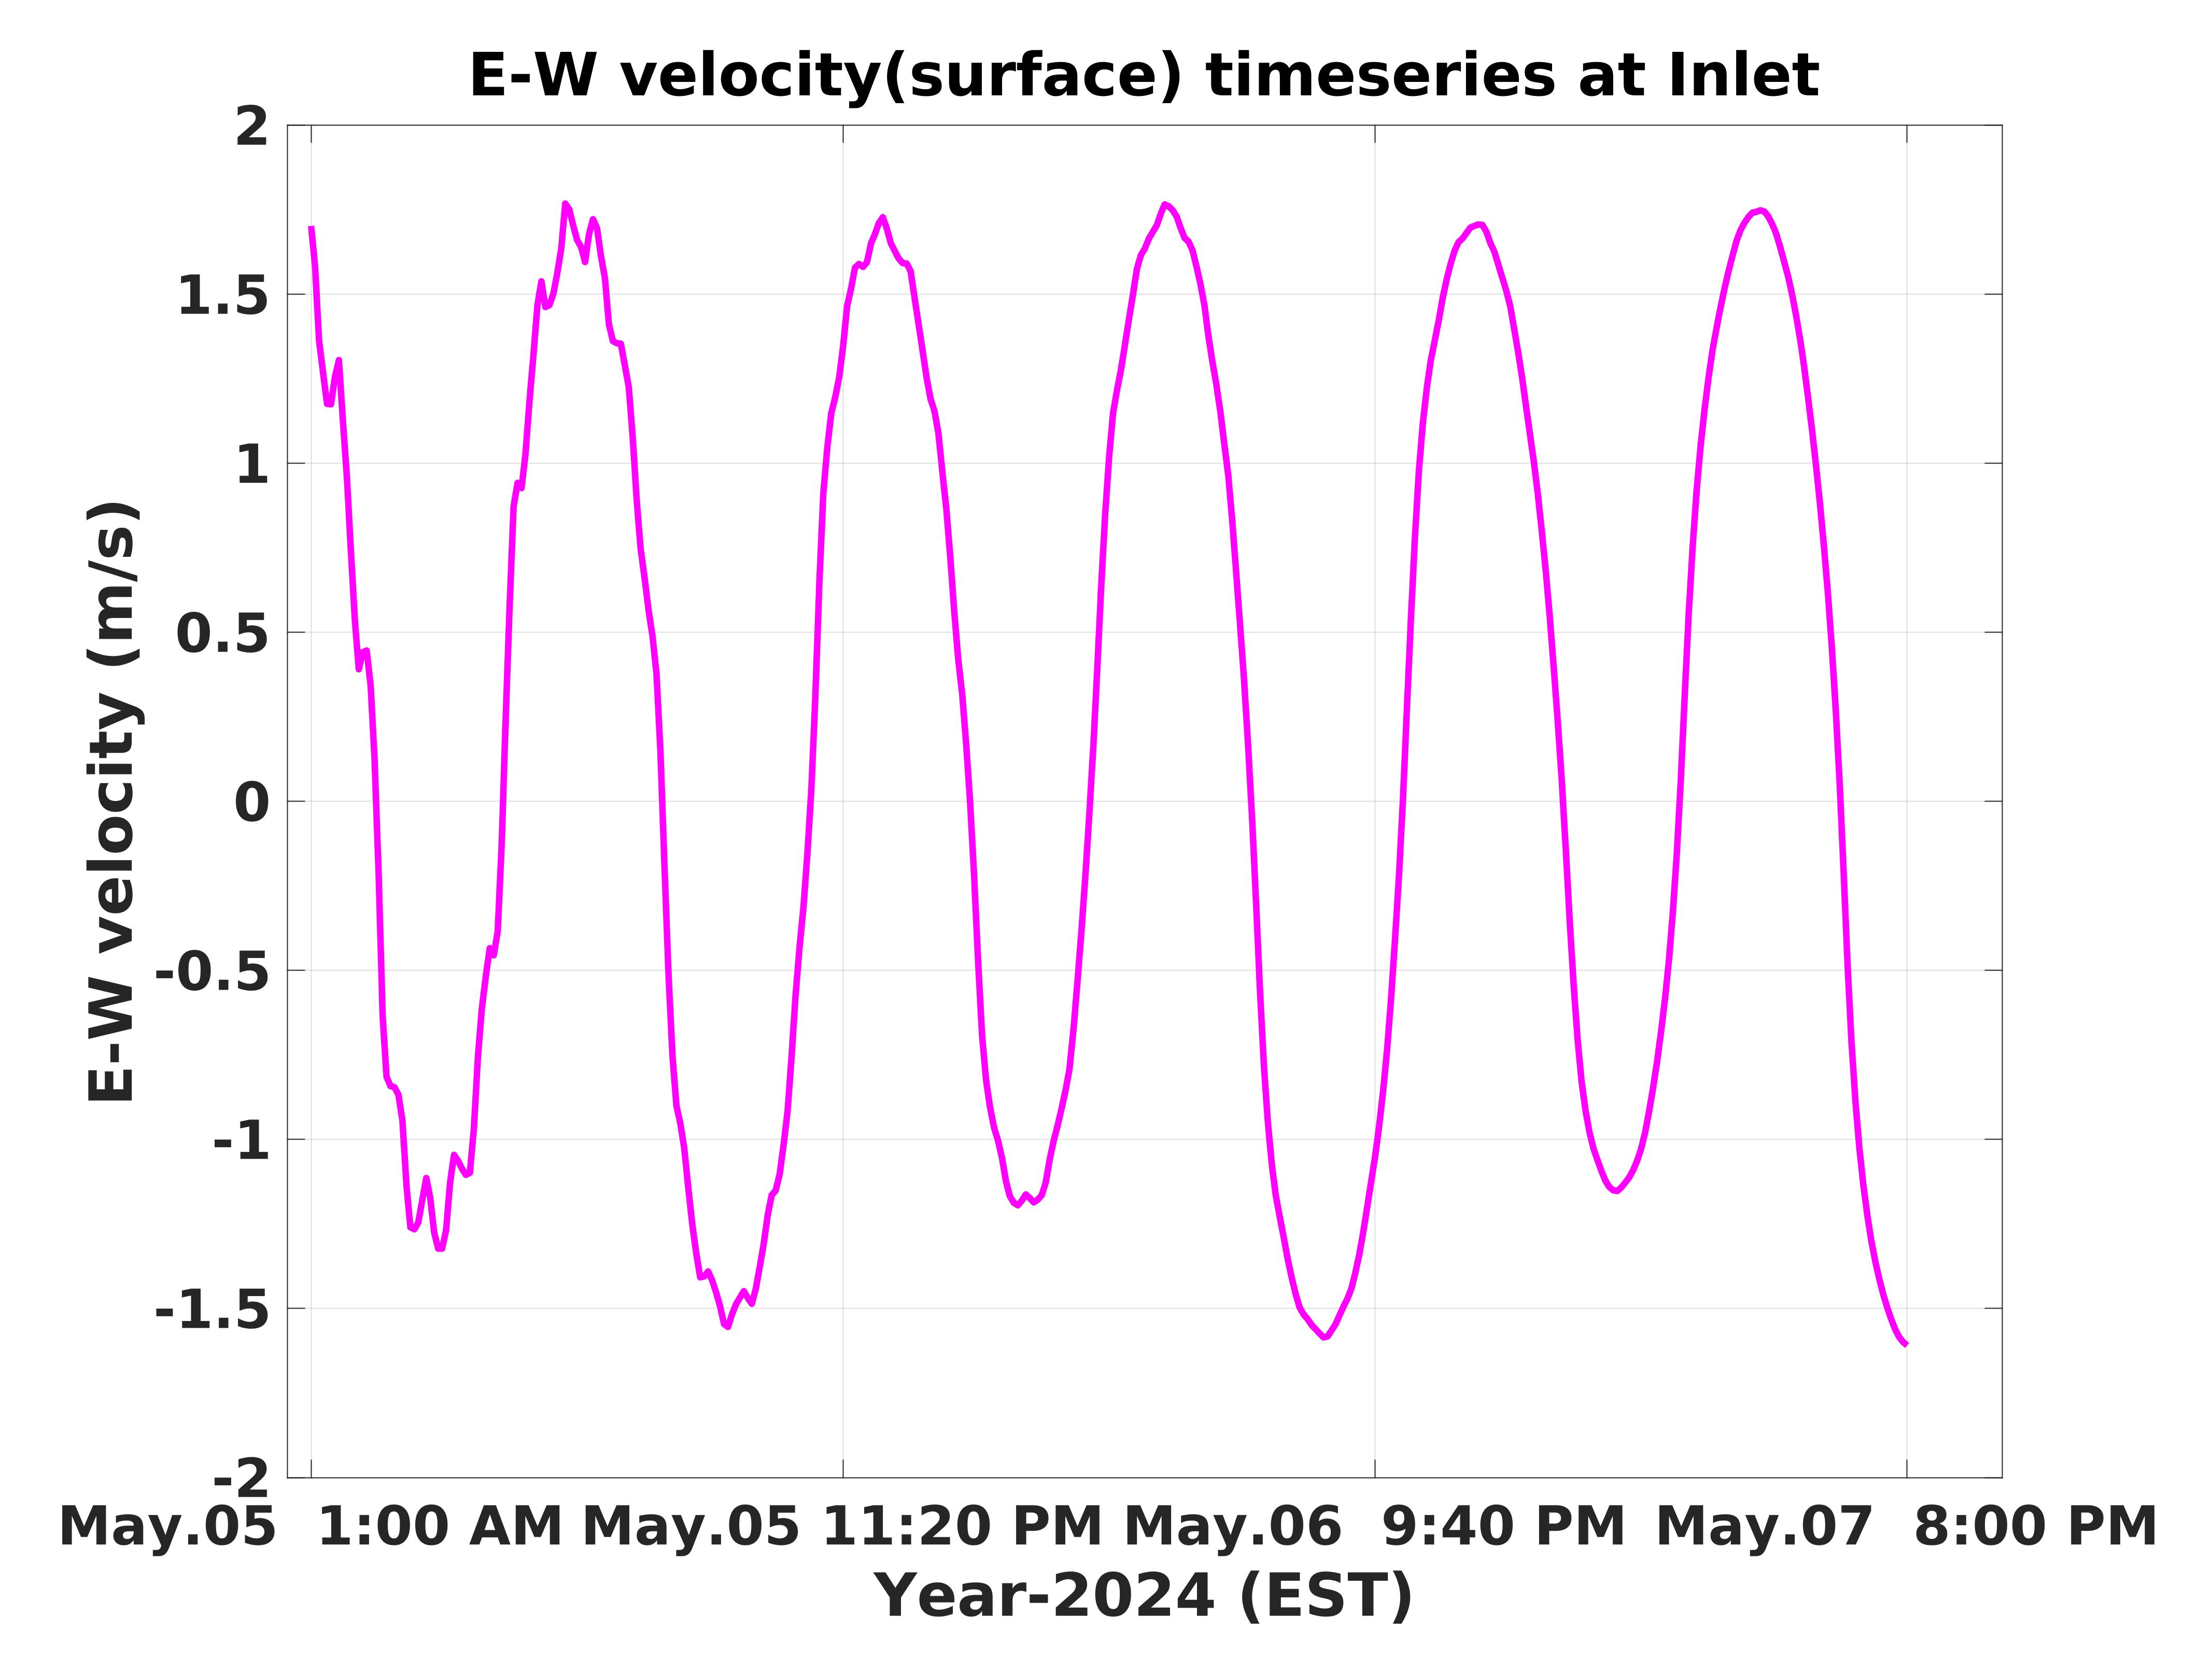 E-W velocity(surface) timeseries at Inlet
E-W velocity (m/s)
2
1.5
1
0.5
0
-0.5
-1
-1.5
-2
May.05 1:00 AM May.05 11:20 PM May.06 9:40 PM May.07 8:00 PM
Year-2024 (EST)